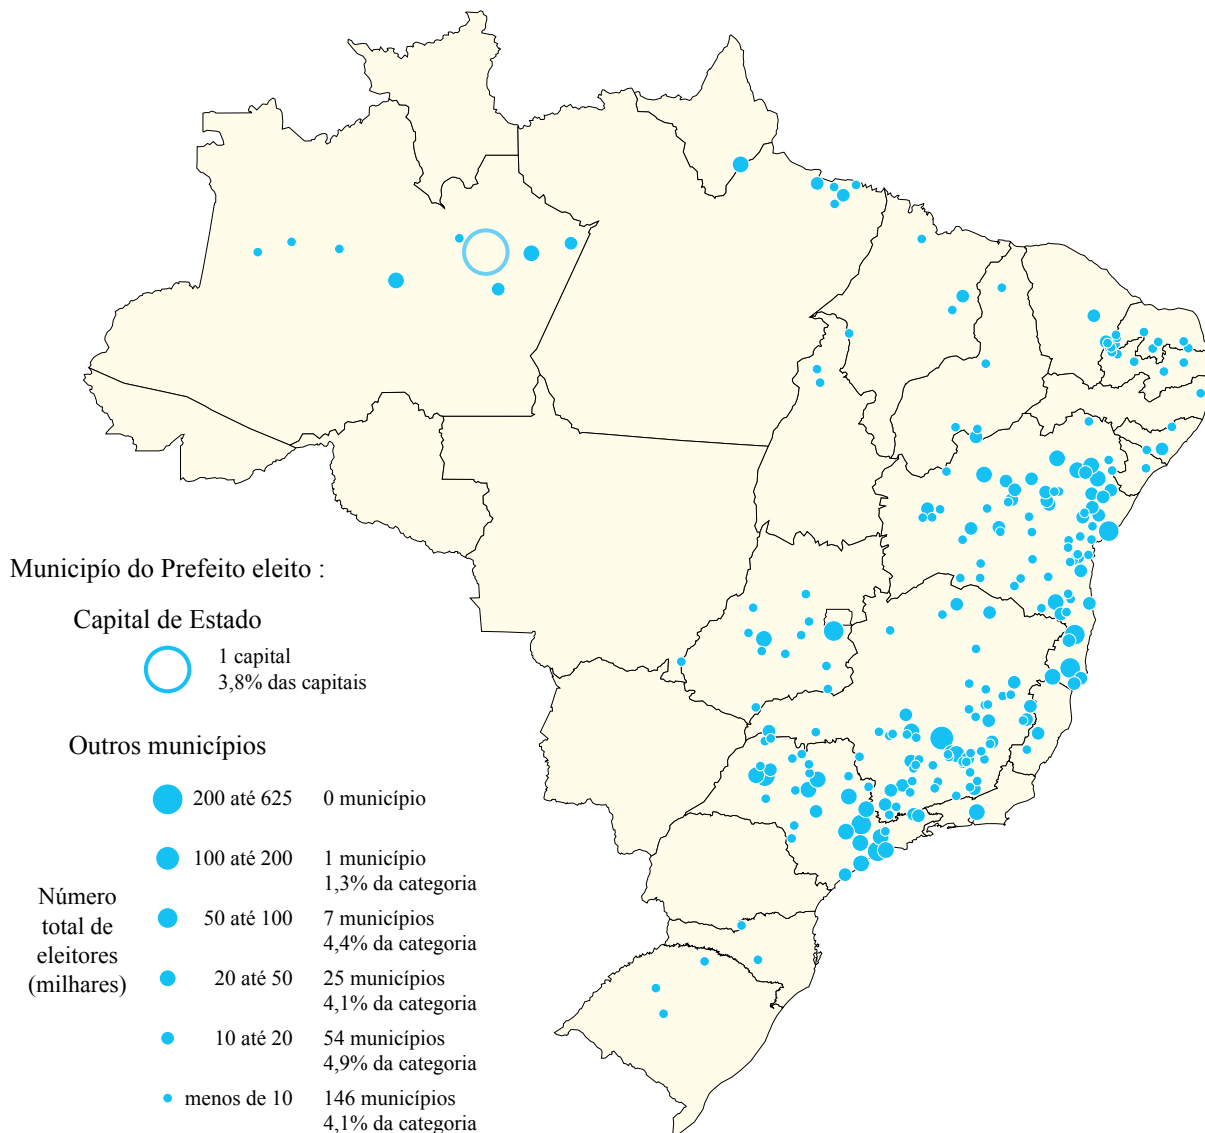 Municipío do Prefeito eleito :
Capital de Estado
1 capital
3,8% das capitais
Outros municípios
200 até 625 0 município
100 até 200 1 município
1,3% da categoria
50 até 100 7 municípios
4,4% da categoria
20 até 50 25 municípios
4,1% da categoria
10 até 20 54 municípios
4,9% da categoria
menos de 10 146 municípios
4,1% da categoria
Número
total de
eleitores
(milhares)